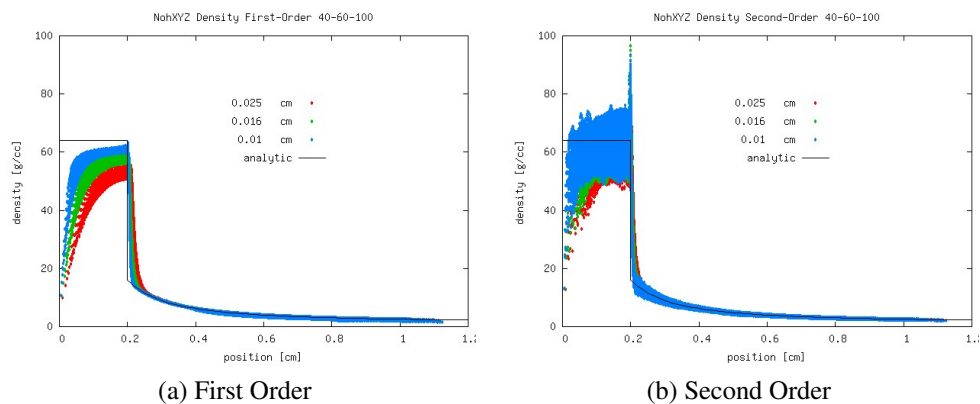 NohXYZ Density First-Order 40-60-100
100
80
60
40
20
0
density [g/cc]
0.025 cm
0.016 cm
0.01 cm
analytic
0 0.2 0.4 0.6 0.8 1 1.2
position [cm]
(a) First Order
NohXYZ Density Second-Order 40-60-100
100
80
60
40
20
0
density [g/cc]
0.025 cm
0.016 cm
0.01 cm
analytic
0 0.2 0.4 0.6 0.8 1 1.2
position [cm]
(b) Second Order